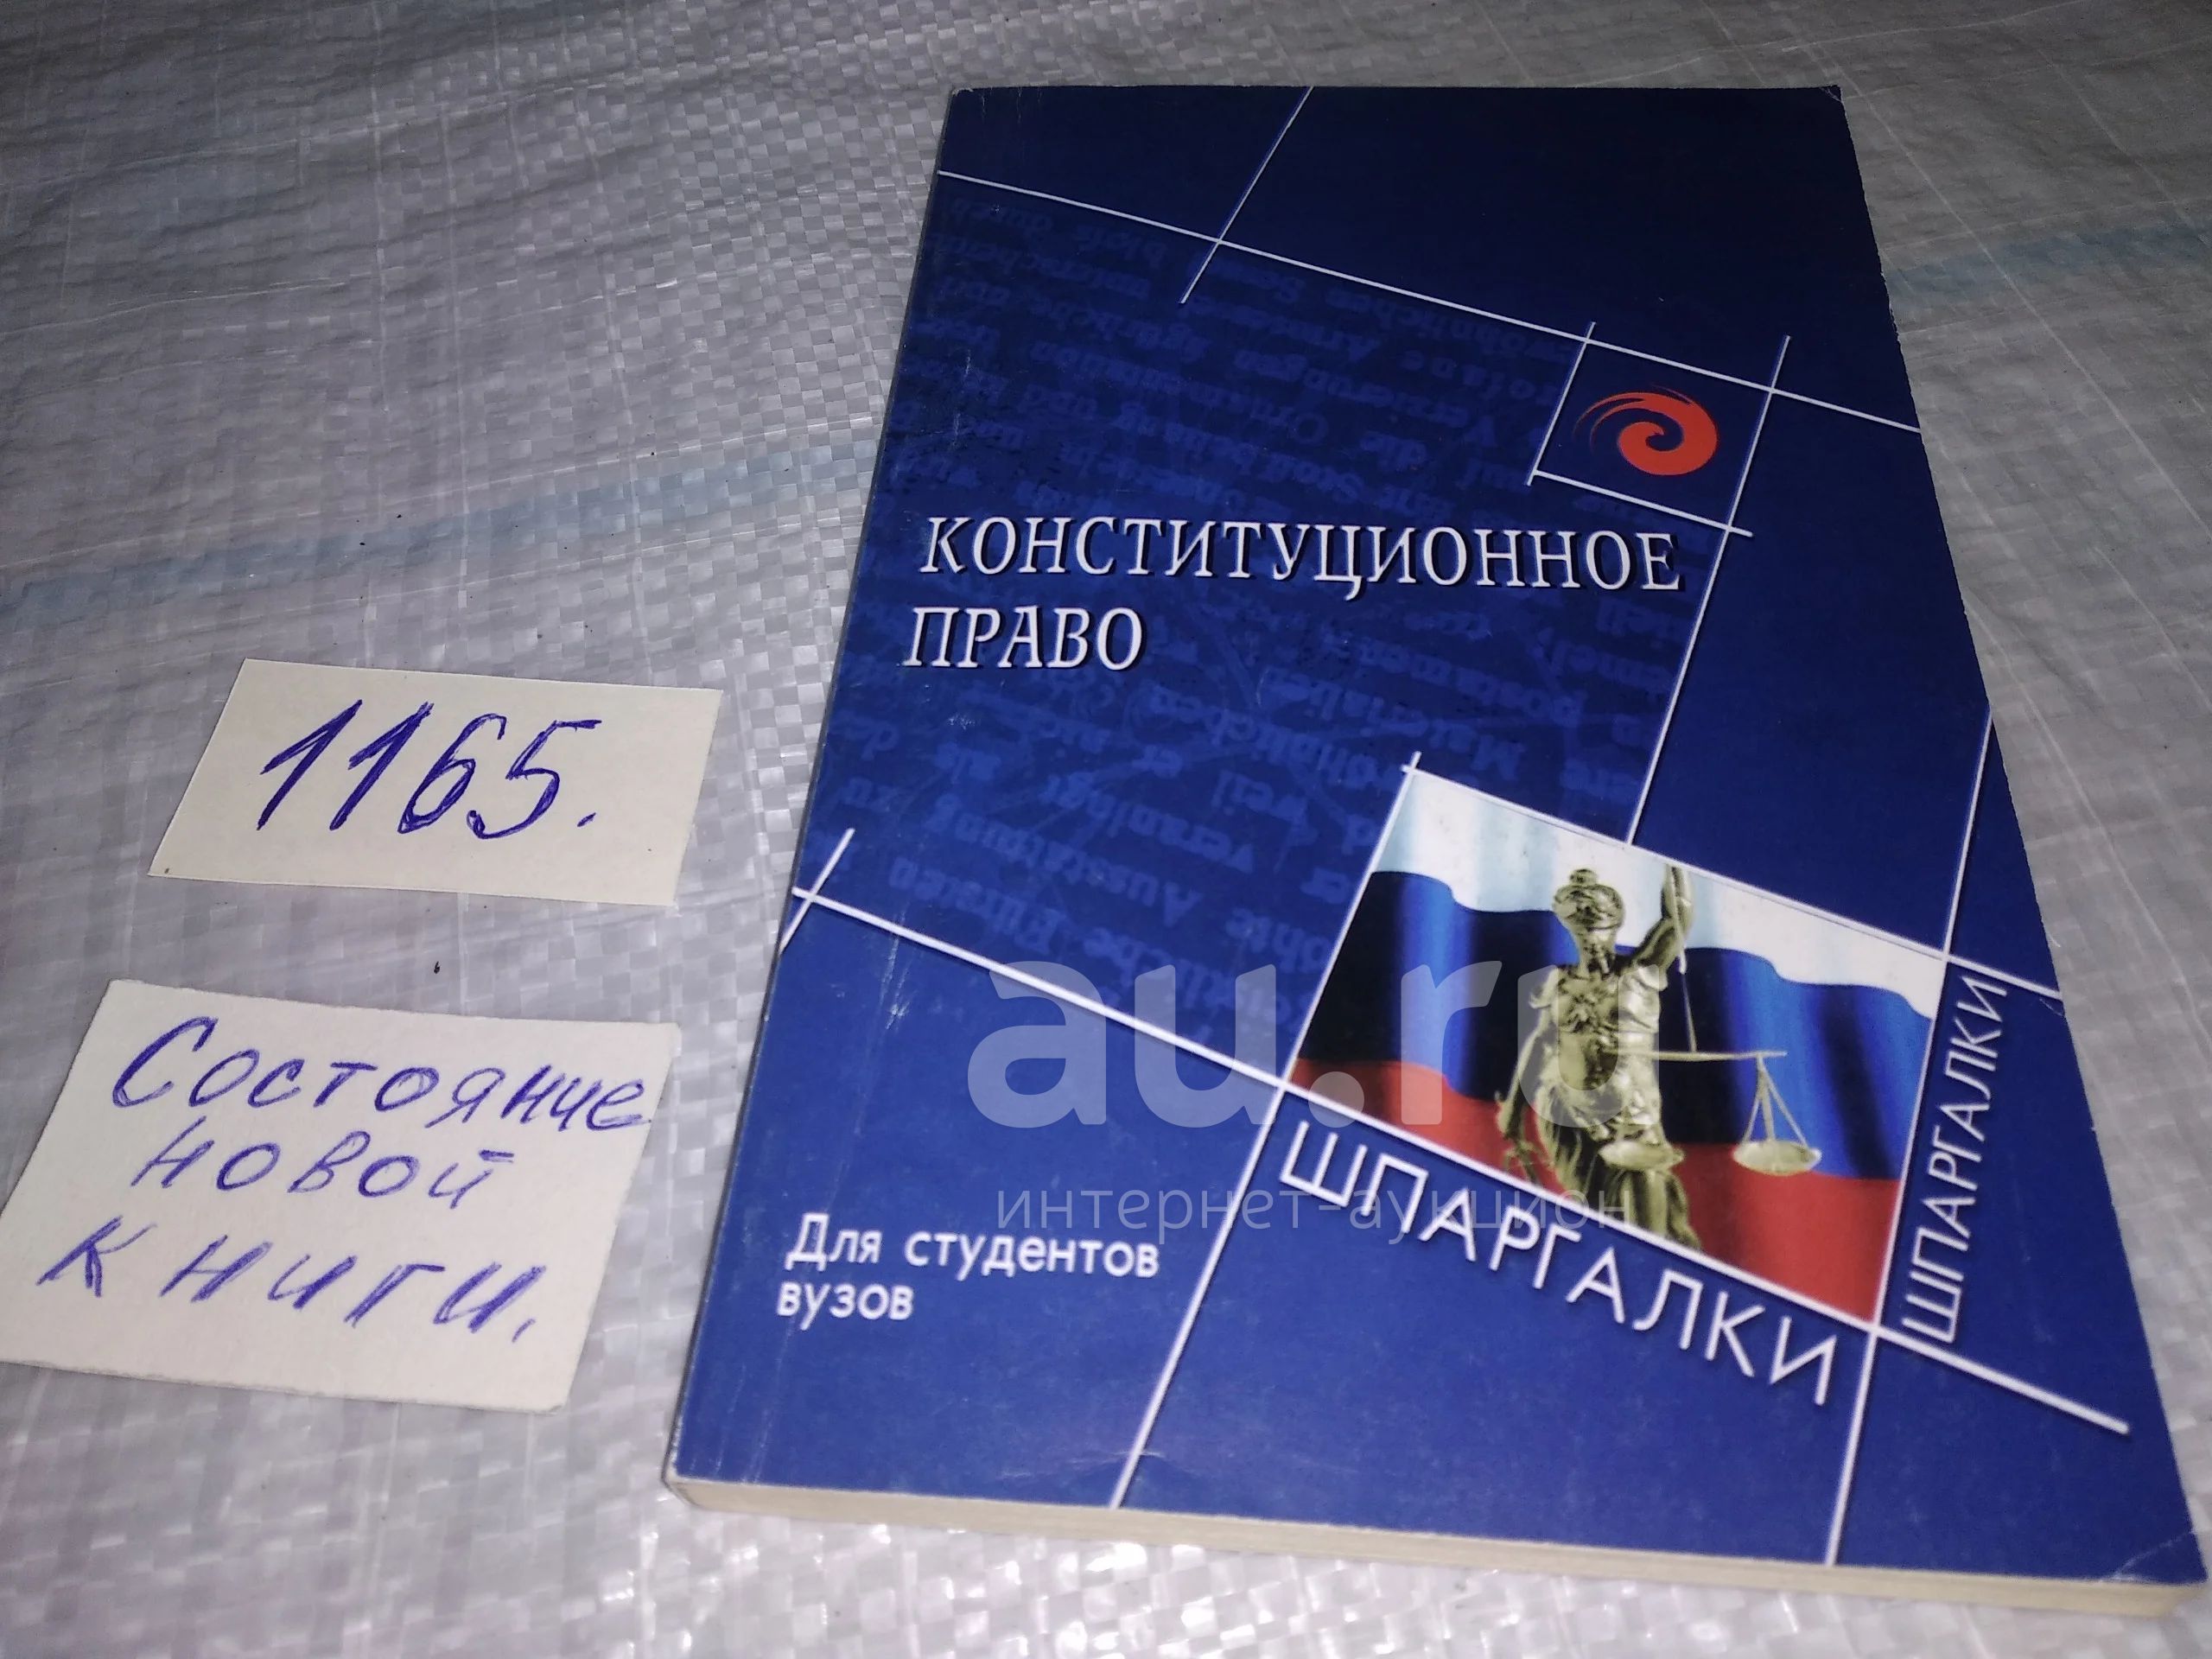 КОНСТИТУЦИОННОЕ
ПРАВО
1165.
Состояние
новой
книги.
au.ru
интернет-аукцион
Для студентов
вузов
ШПАРГАЛКИ
ШПАРГАЛКИ